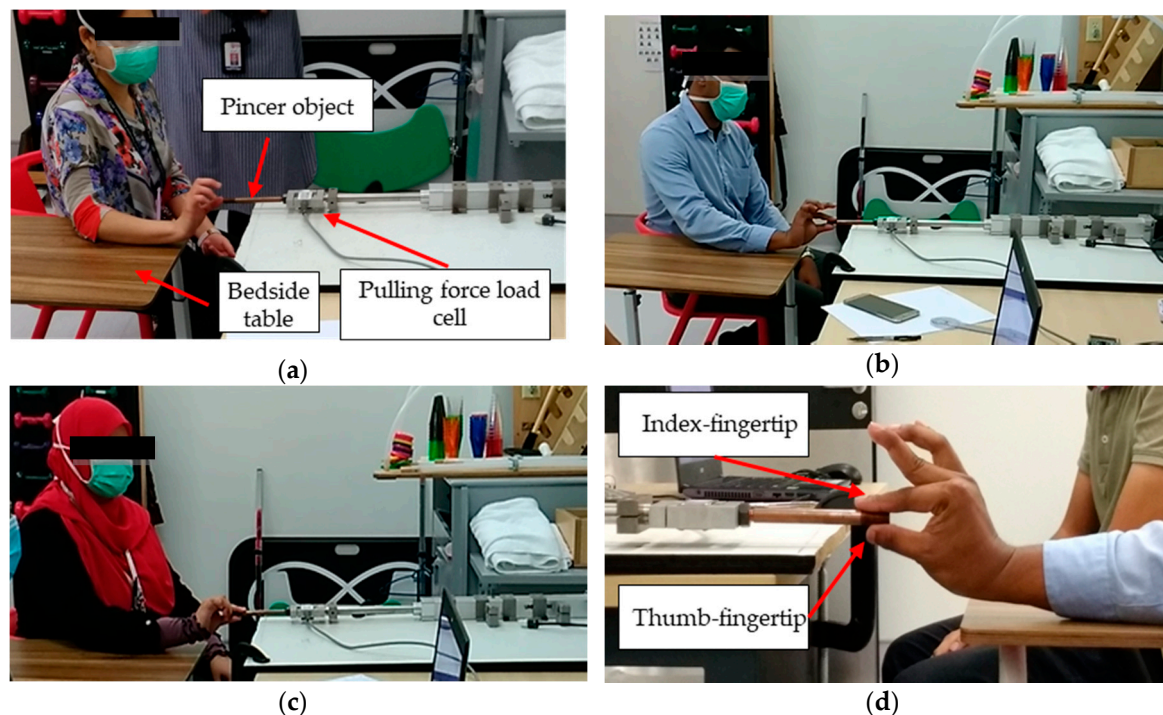 Pincer object
Bedside
table
Pulling force load
cell
(a)
(b)
(c)
Index-fingertip
Thumb-fingertip
(d)